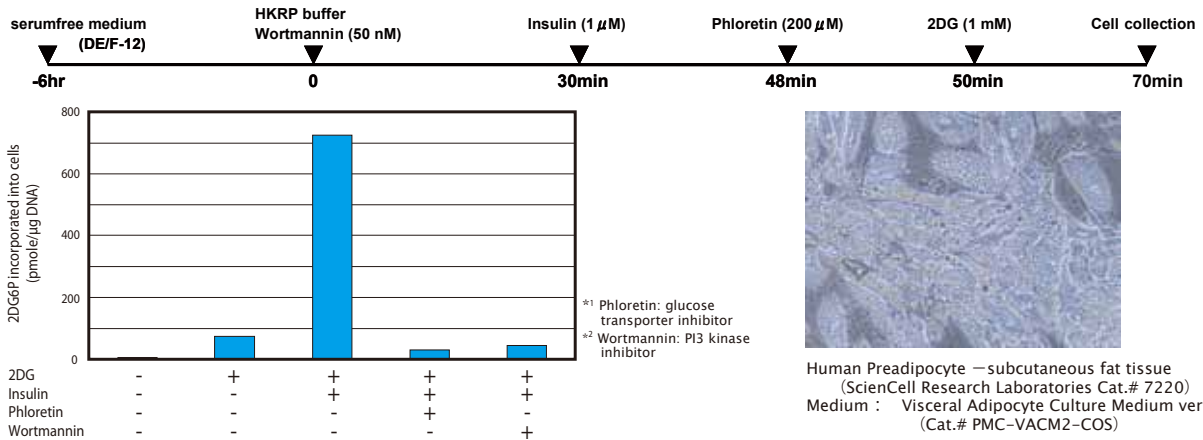 serumfree medium
(DE/F-12)
HKRP buffer
Wortmannin (50 nM)
Insulin (1 μM)
Phloretin (200 μM)
2DG (1 mM)
Cell collection
-6hr
0
30min
48min
50min
70min
2DG6P incorporated into cells
(pmole/μg DNA)
800
600
400
200
0
2DG - + + + +
Insulin - - + + +
Phloretin - - - + -
Wortmannin - - - - +
*1 Phloretin: glucose
transporter inhibitor
*2 Wortmannin: PI3 kinase
inhibitor
Human Preadipocyte －subcutaneous fat tissue
(ScienCell Research Laboratories Cat.# 7220)
Medium : Visceral Adipocyte Culture Medium ver
(Cat.# PMC-VACM2-COS)